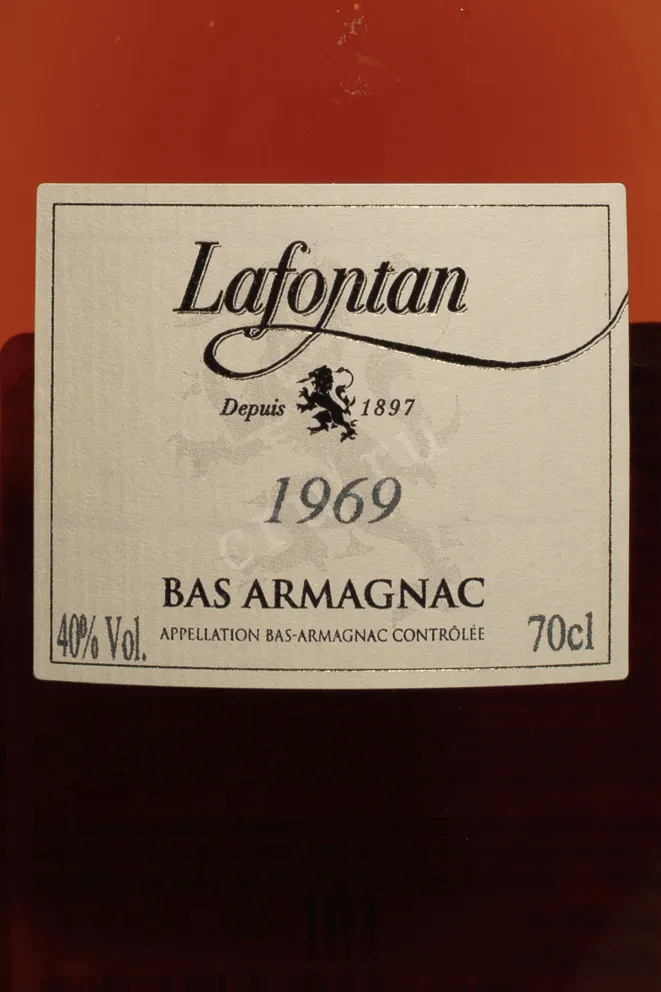 Lafontan
Depuis 1897
1969
BAS ARMAGNAC
40% Vol.
APPELLATION BAS-ARMAGNAC CONTRÔLÉE
70cl